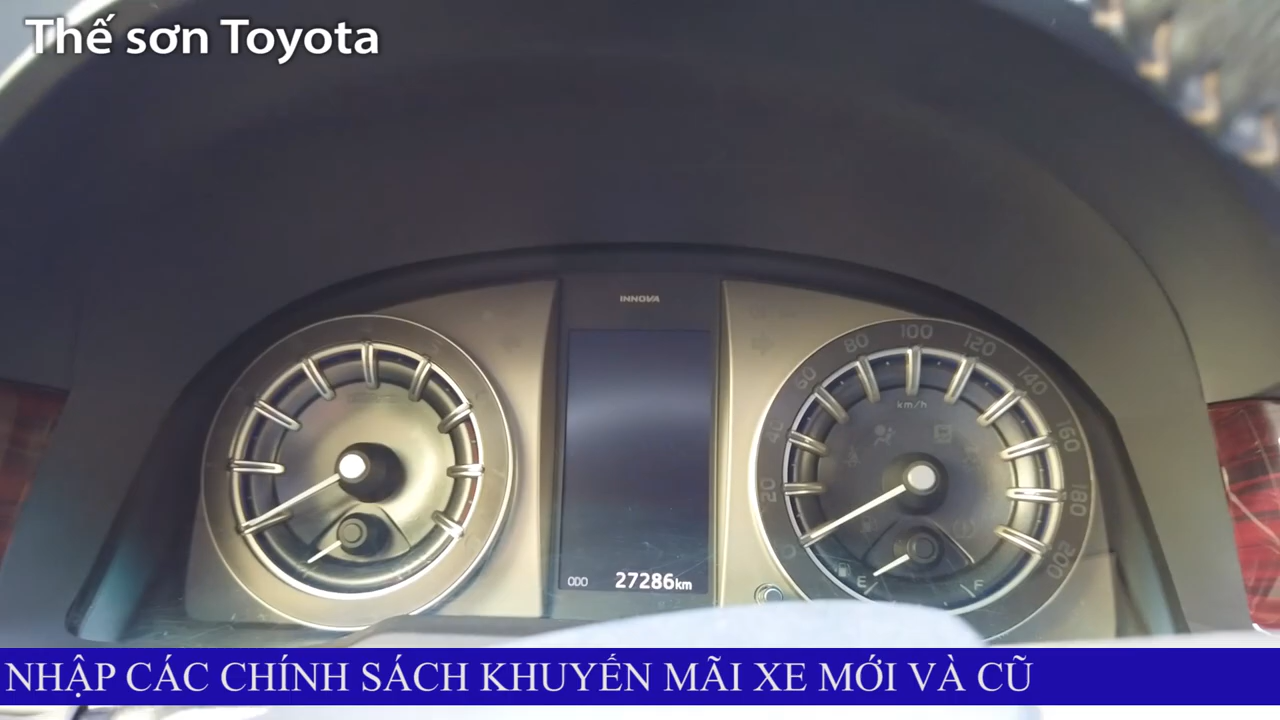 Thế sơn Toyota
INNOVA
20
40
60
80
100
120
140
160
180
200
km/h
E
F
ODO 27286km
NHẬP CÁC CHÍNH SÁCH KHUYẾN MÃI XE MỚI VÀ CŨ